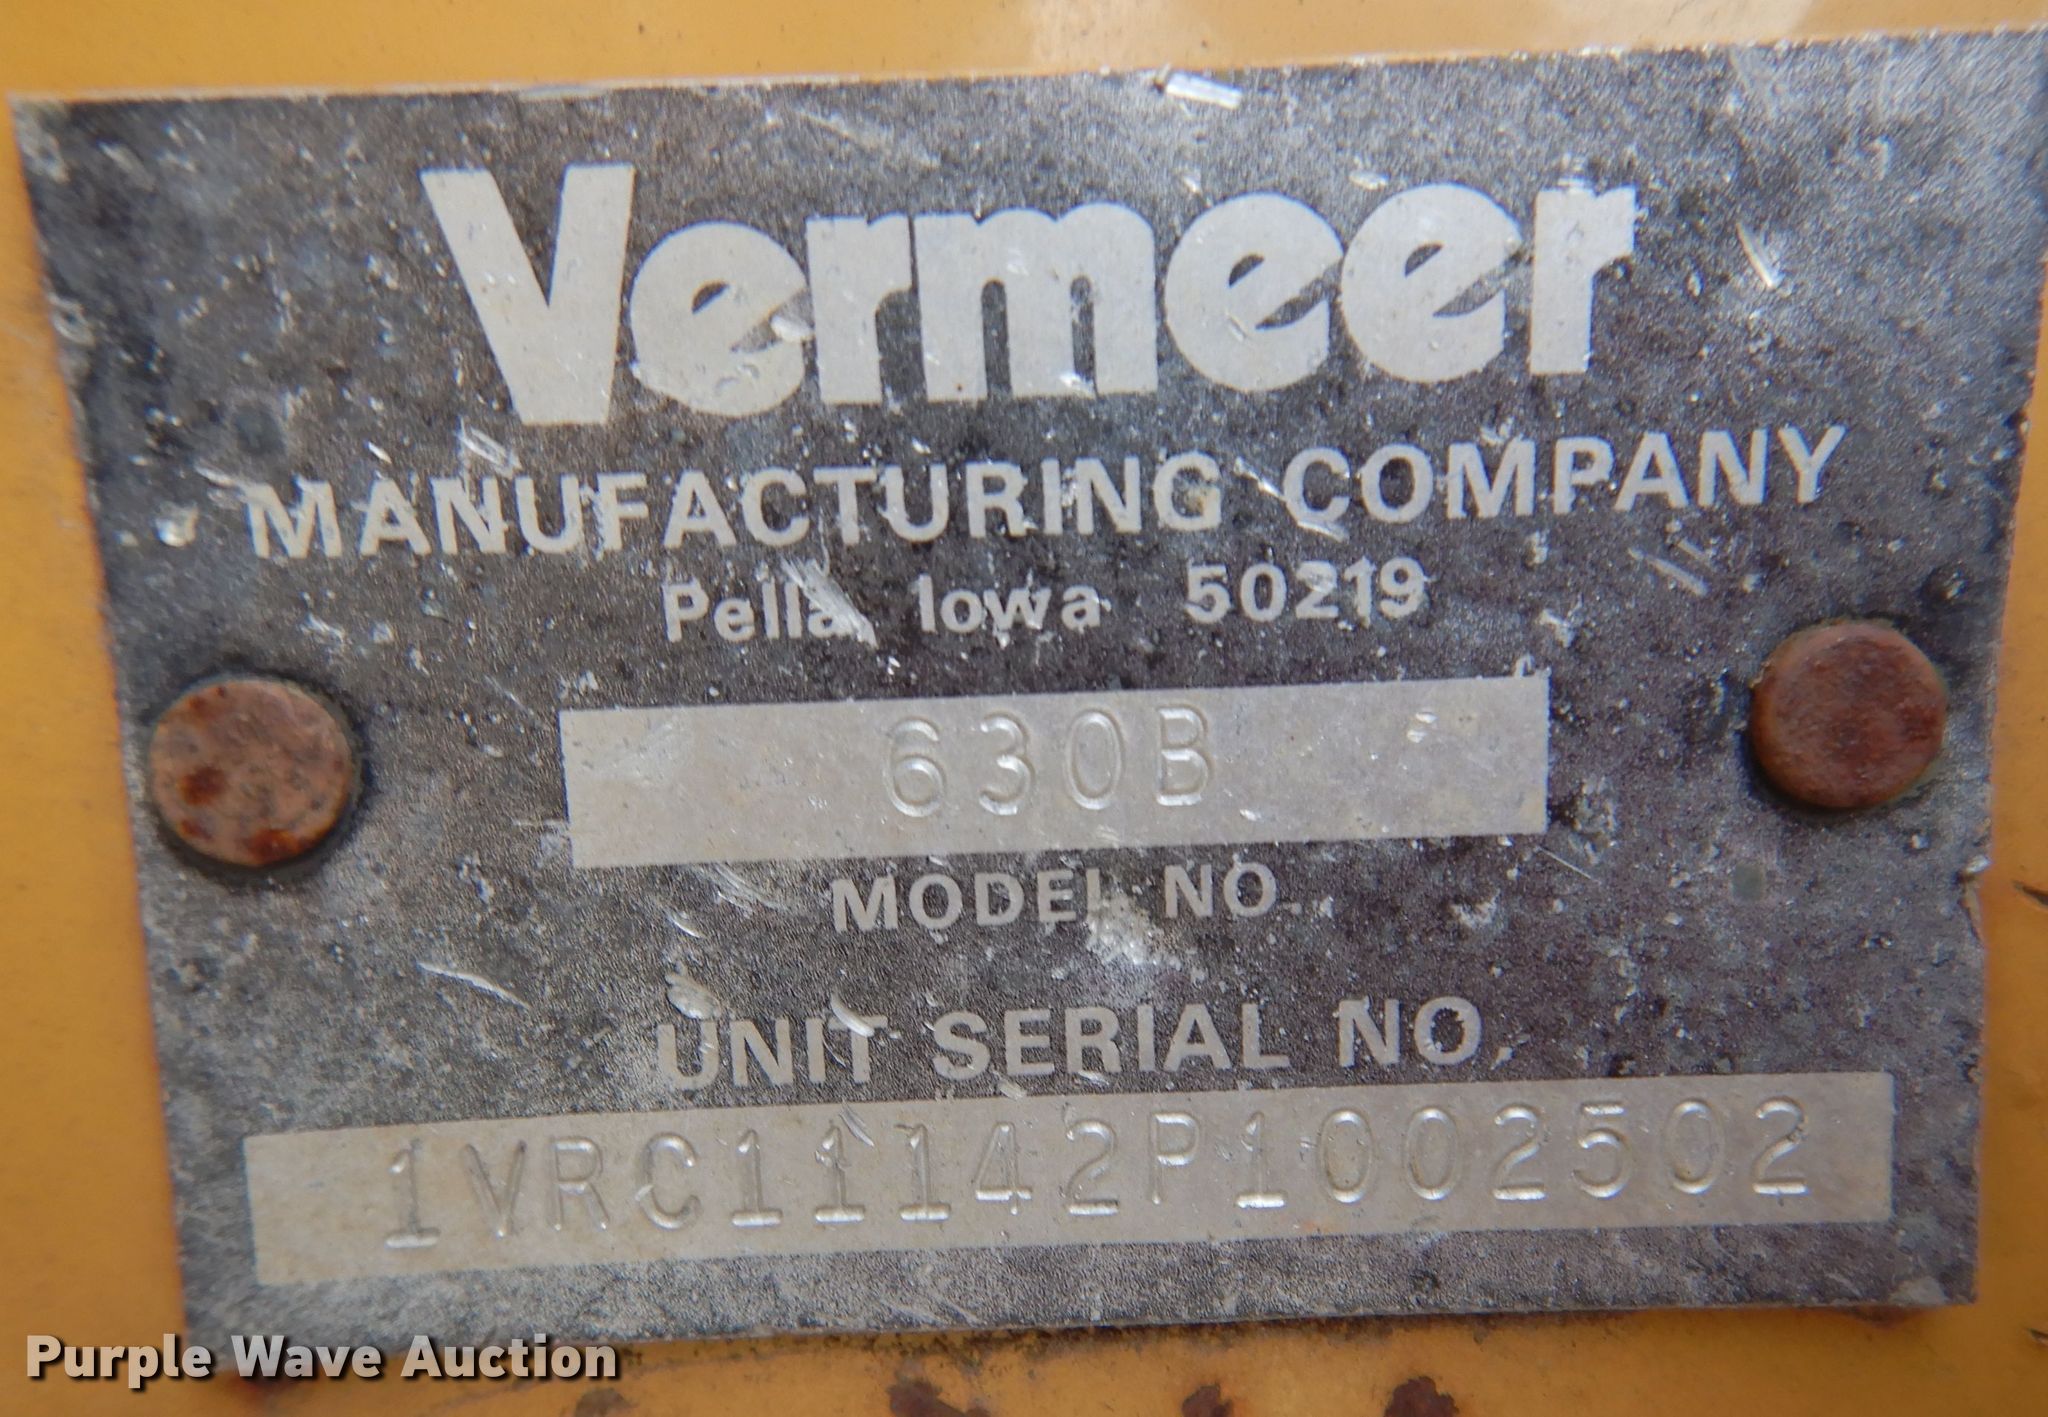 Vermeer
MANUFACTURING COMPANY
Pella, Iowa 50219
630B
MODEL NO.
UNIT SERIAL NO.
1VRC11142P1002502
Purple Wave Auction